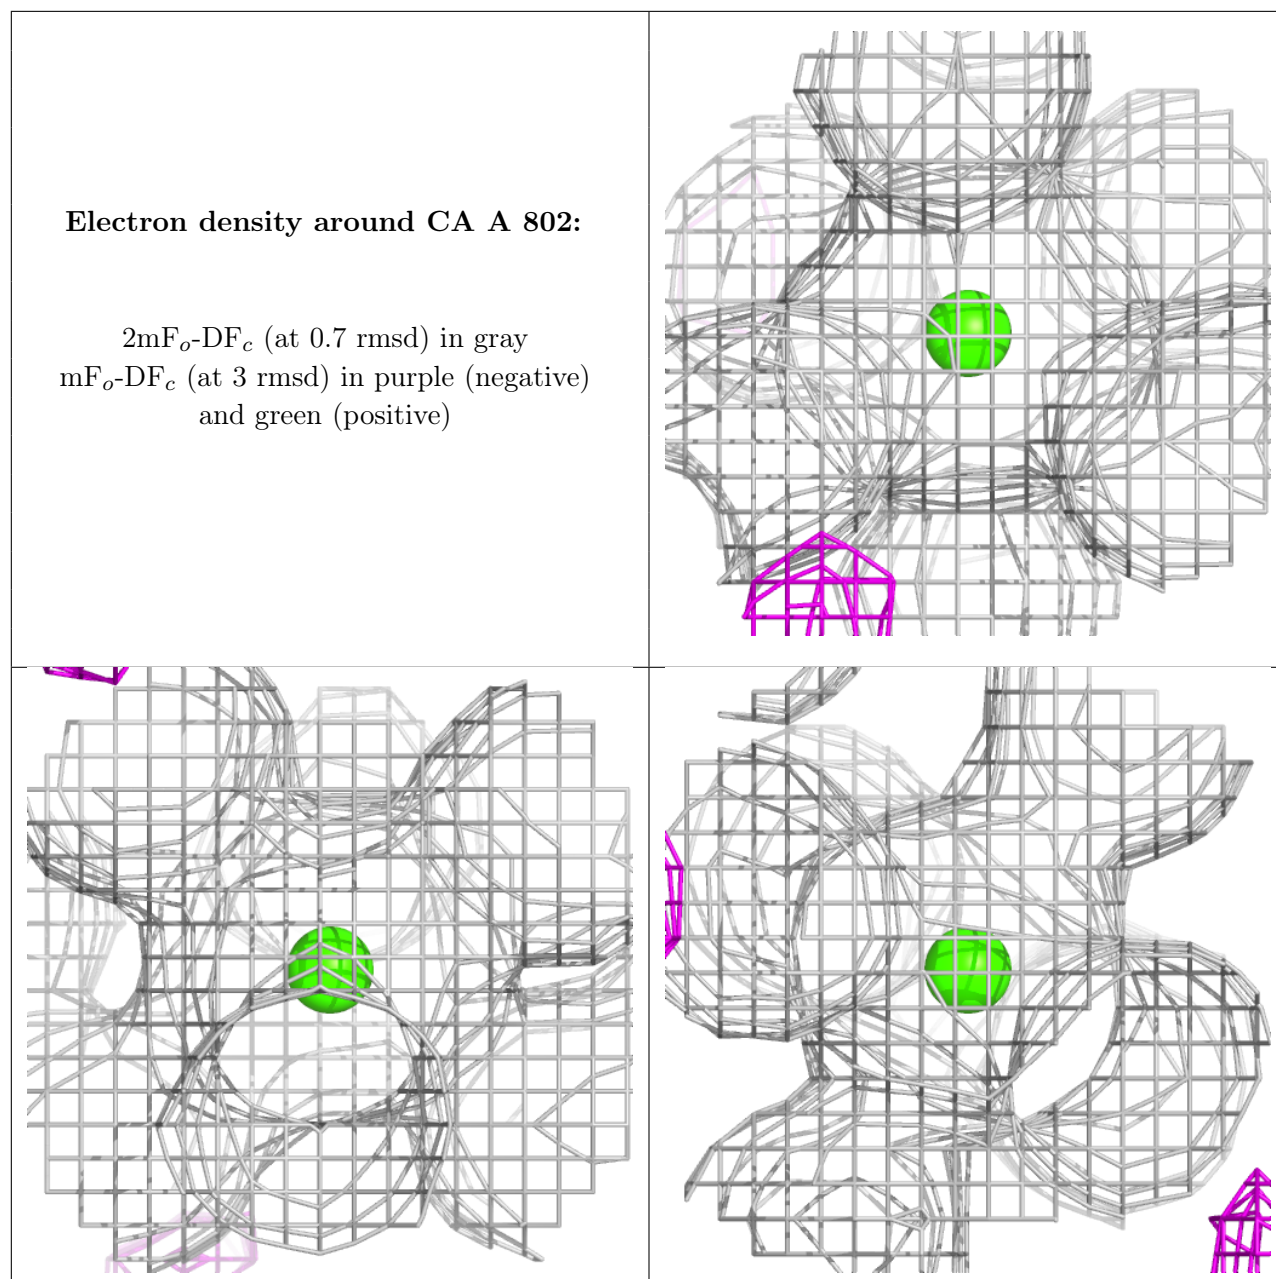 Electron density around CA A 802:
2mFo-DFc (at 0.7 rmsd) in gray
mFo-DFc (at 3 rmsd) in purple (negative)
and green (positive)